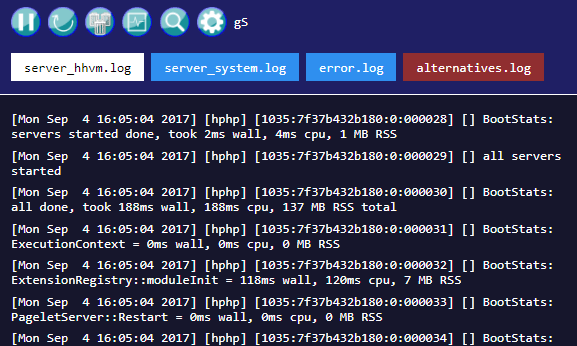 gS
server_hhvm.log server_system.log error.log alternatives.log
[Mon Sep  4 16:05:04 2017] [hphp] [1035:7f37b432b180:0:000028] [] BootStats:
servers started done, took 2ms wall, 4ms cpu, 1 MB RSS
[Mon Sep  4 16:05:04 2017] [hphp] [1035:7f37b432b180:0:000029] [] all servers
started
[Mon Sep  4 16:05:04 2017] [hphp] [1035:7f37b432b180:0:000030] [] BootStats:
all done, took 188ms wall, 188ms cpu, 137 MB RSS total
[Mon Sep  4 16:05:04 2017] [hphp] [1035:7f37b432b180:0:000031] [] BootStats:
ExecutionContext = 0ms wall, 0ms cpu, 0 MB RSS
[Mon Sep  4 16:05:04 2017] [hphp] [1035:7f37b432b180:0:000032] [] BootStats:
ExtensionRegistry::moduleInit = 118ms wall, 120ms cpu, 7 MB RSS
[Mon Sep  4 16:05:04 2017] [hphp] [1035:7f37b432b180:0:000033] [] BootStats:
PageletServer::Restart = 0ms wall, 0ms cpu, 0 MB RSS
[Mon Sep  4 16:05:04 2017] [hphp] [1035:7f37b432b180:0:000034] [] BootStats: